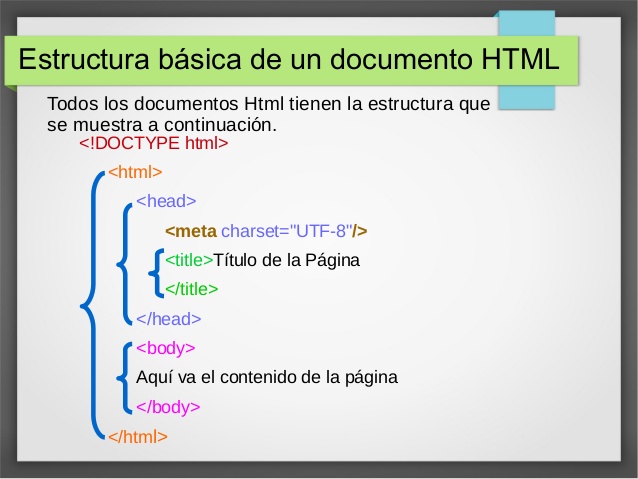 Estructura básica de un documento HTML
Todos los documentos Html tienen la estructura que
se muestra a continuación.
<!DOCTYPE html>
<html>
<head>
<meta charset="UTF-8"/>
<title>Título de la Página
</title>
</head>
<body>
Aquí va el contenido de la página
</body>
</html>